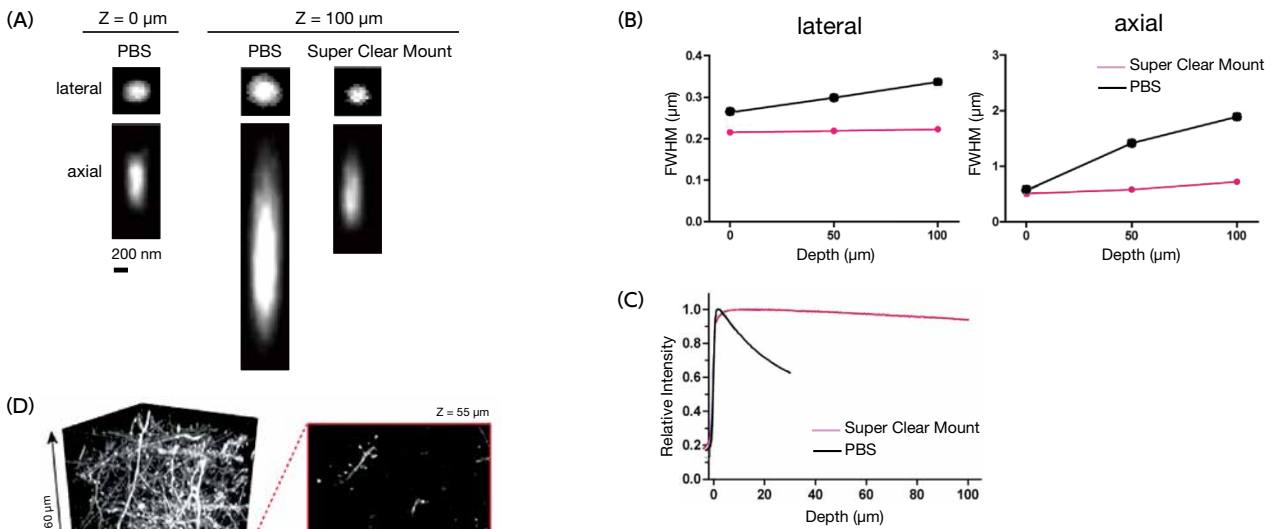 (A)
Z = 0 µm
Z = 100 µm
PBS
PBS
Super Clear Mount
lateral
axial
200 nm
(B)
lateral
axial
FWHM (µm)
0.4
0.3
0.2
0.1
0.0
0
50
100
Depth (µm)
FWHM (µm)
3
2
1
0
0
50
100
Depth (µm)
Super Clear Mount
PBS
(C)
Relative Intensity
1.0
0.8
0.6
0.4
0.2
0.0
0
20
40
60
80
100
Depth (µm)
Super Clear Mount
PBS
(D)
60 µm
Z = 55 µm